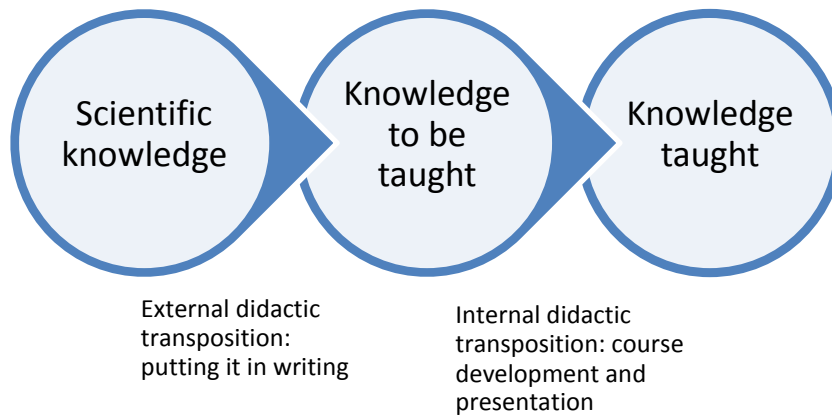 Scientific
knowledge
Knowledge
to be
taught
Knowledge
taught
External didactic
transposition:
putting it in writing
Internal didactic
transposition: course
development and
presentation